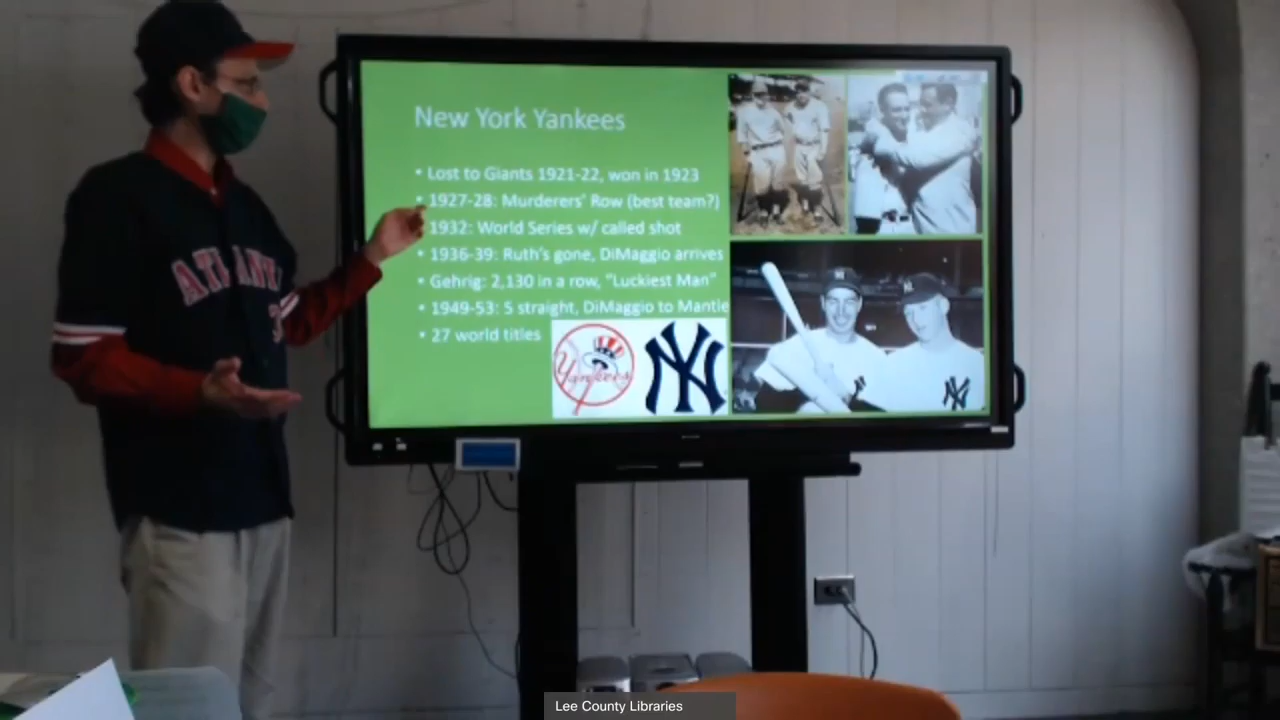 New York Yankees
• Lost to Giants 1921-22, won in 1923
• 1927-28: Murderers' Row (best team?)
1932: World Series w/ called shot
• 1936-39: Ruth's gone, DiMaggio arrives
• Gehrig: 2,130 in a row, "Luckiest Man"
• 1949-53: 5 straight, DiMaggio to Mantle
• 27 world titles
Yankees
NY
ATLANT
3
NY
Lee County Libraries